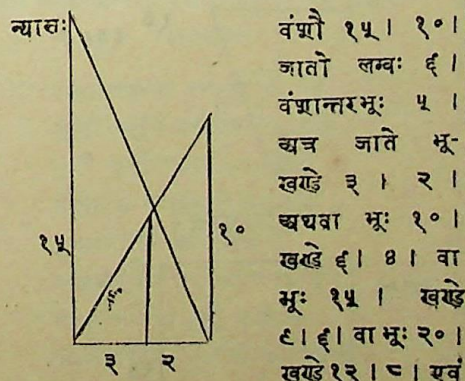 न्यासः
वंशौ १५। १०।
जातो लम्बः ६।
वंशान्तरभूः ५।
अत्र जाते भू-
खण्डे ३। २।
अथवा भूः १०।
खण्डे ६। ४। वा
भूः १५। खण्डे
९। ६। वा भूः २०।
खण्डे १२। ८। एवं
१५
१०
३
२